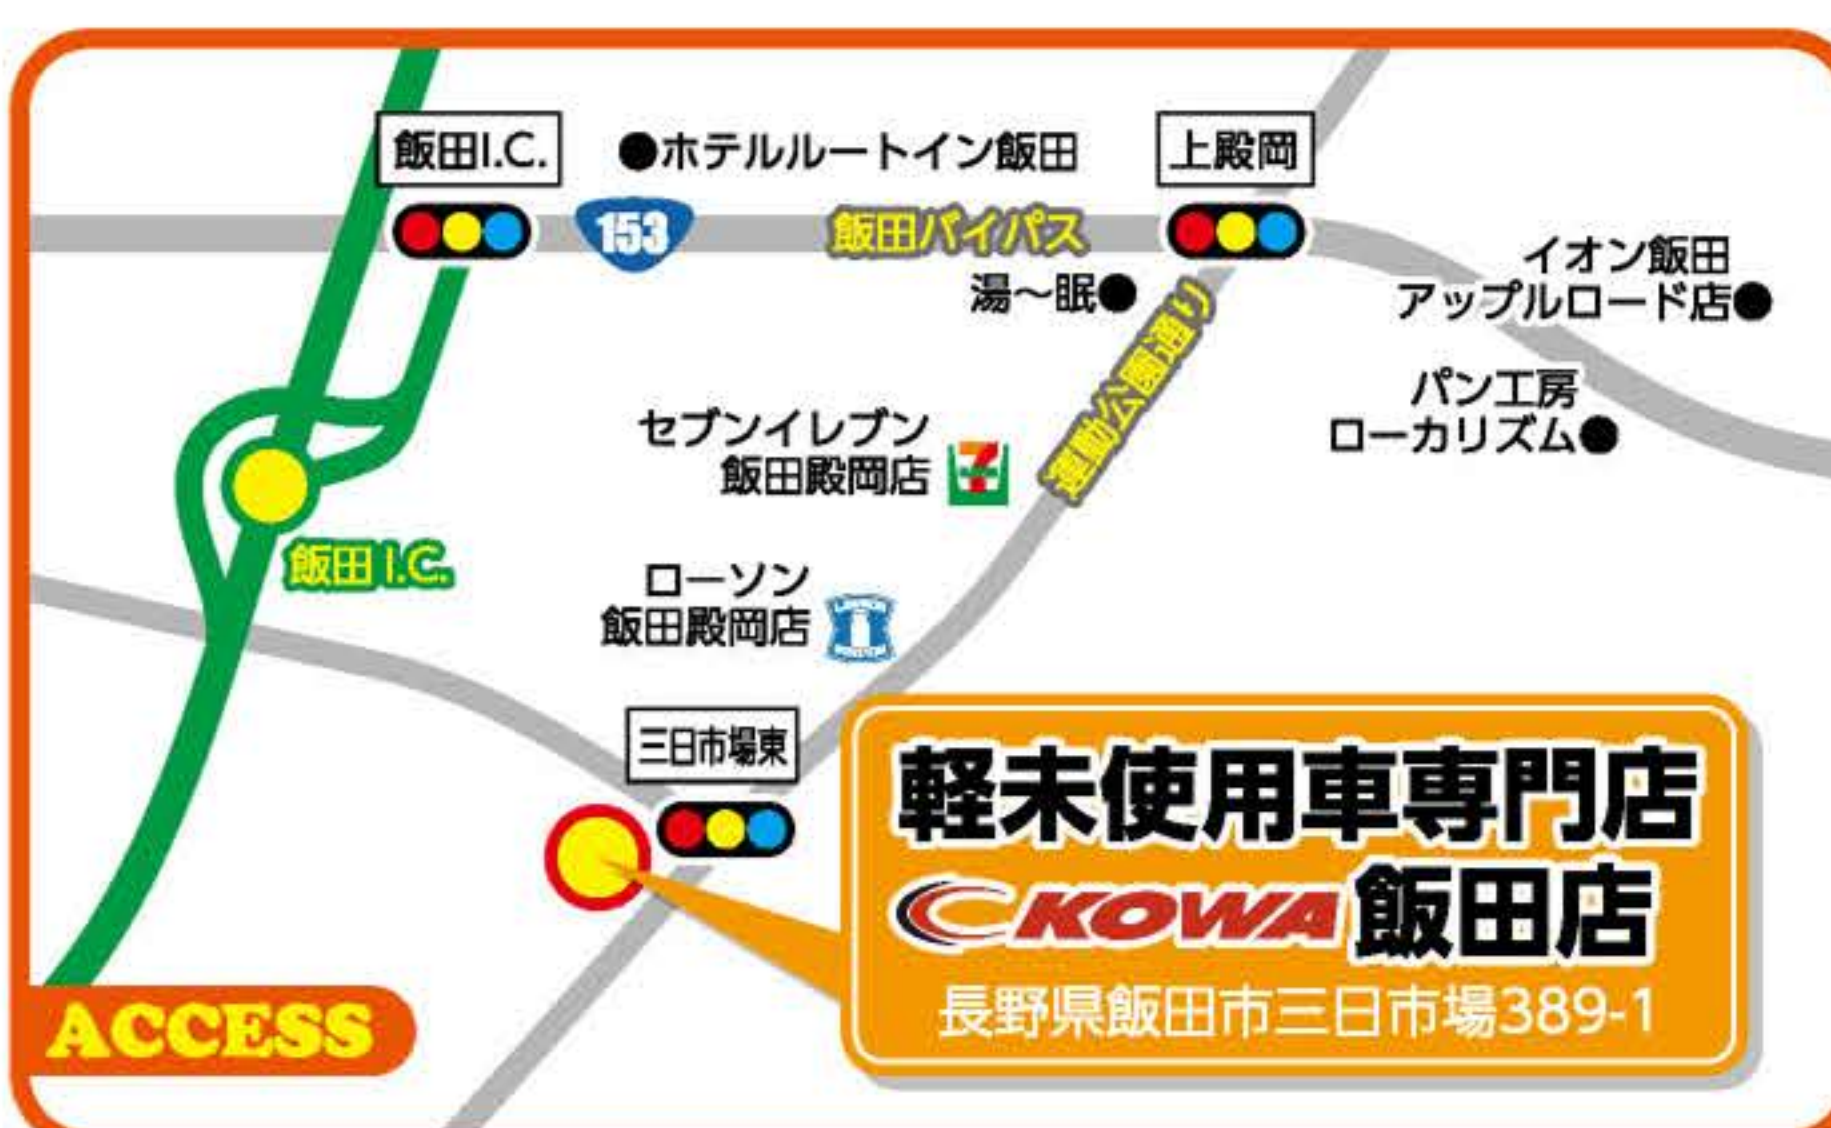 飯田I.C.
●ホテルルートイン飯田
上殿岡
153
飯田バイパス
湯〜眠●
イオン飯田
アップルロード店●
運動公園通り
パン工房
ローカリズム●
セブンイレブン
飯田殿岡店
飯田I.C.
ローソン
飯田殿岡店
三日市場東
軽未使用車専門店
KOWA飯田店
長野県飯田市三日市場389-1
ACCESS